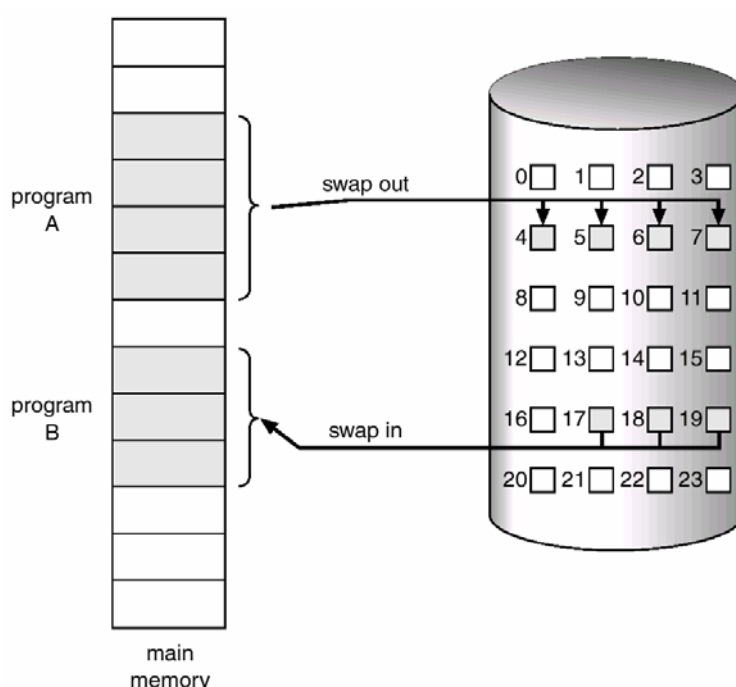 program
A
swap out
0 1 2 3
4 5 6 7
8 9 10 11
12 13 14 15
program
B
swap in
16 17 18 19
20 21 22 23
main
memory